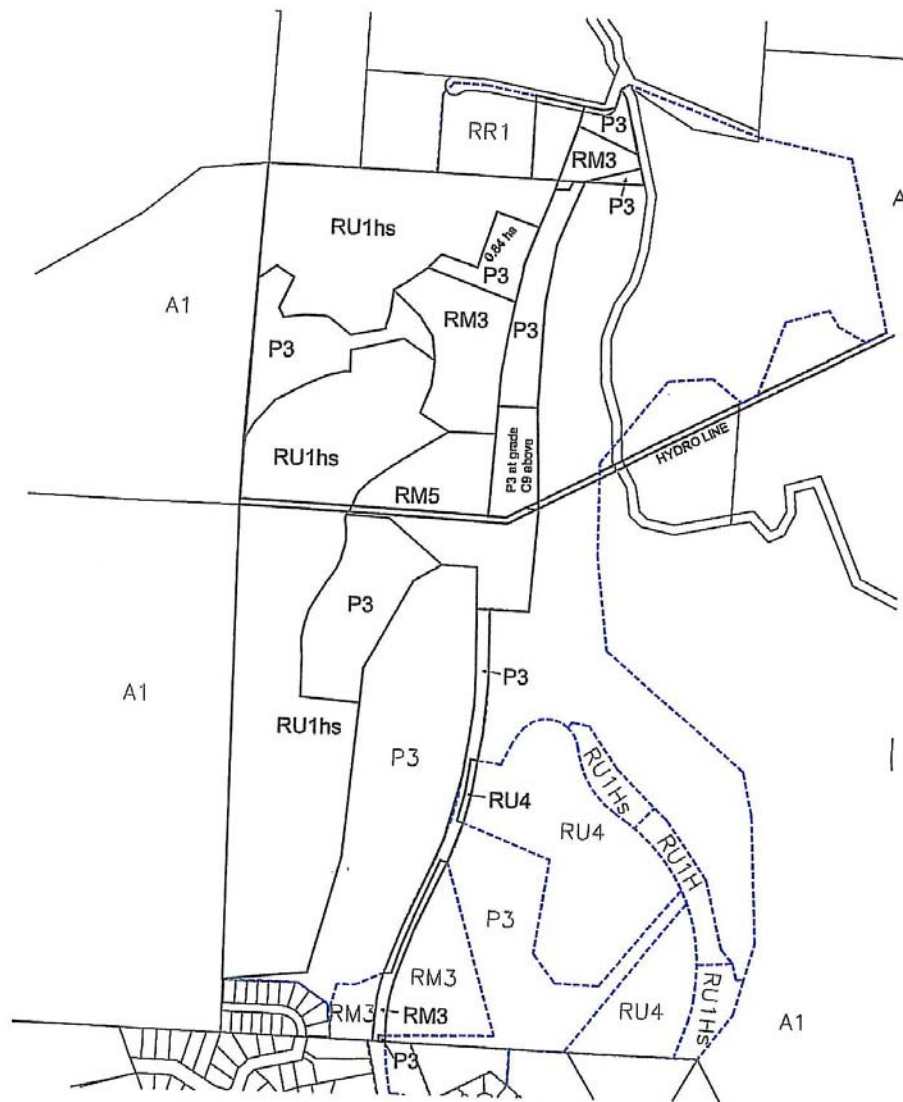 P3
RR1
RM3
P3
A
RU1hs
0.84 ha
P3
A1
RM3
P3
P3
HYDRO LINE
RU1hs
P3 at grade
C9 above
RM5
P3
P3
A1
RU1hs
P3
RU1Hs
RU4
RU4
RU1H
P3
RM3
RU1Hs
RM3
RM3
RU4
A1
P3